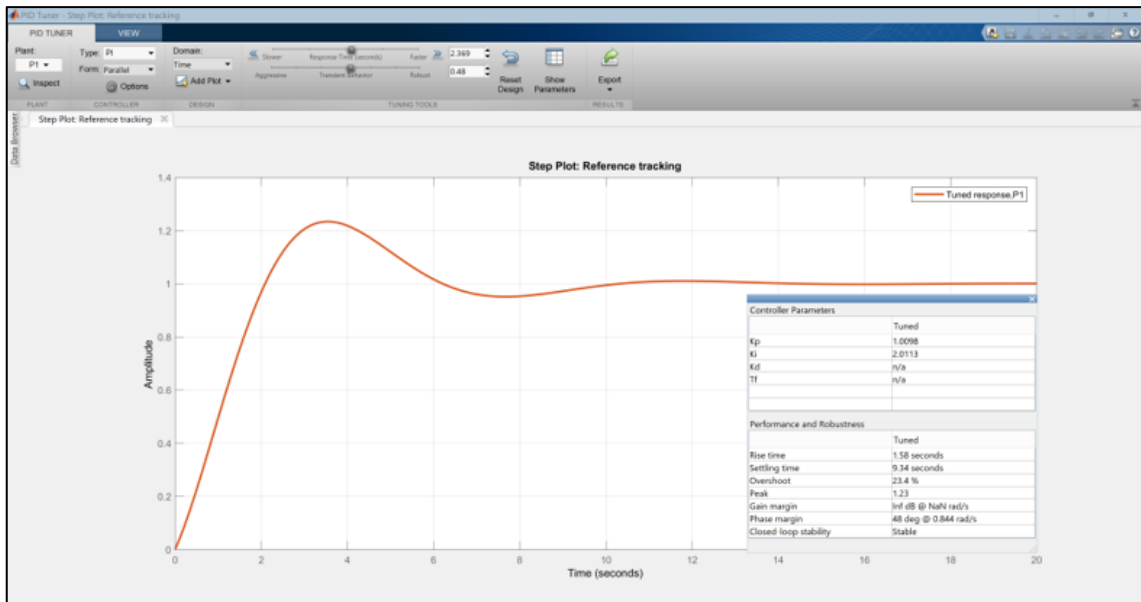 PID Tuner - Step Plot: Reference tracking
PID TUNER VIEW
Plant: Type: PI Domain: Slower Response Time (seconds) Faster 2.369
P1 Form: Parallel Time Aggressive Transient Behavior Robust 0.48
Inspect Options Add Plot Reset Design Show Parameters Export
PLANT CONTROLLER DESIGN TUNING TOOLS RESULTS
Step Plot: Reference tracking
Data Browser
Step Plot: Reference tracking
Tuned response,P1
1.4
1.2
1
0.8
0.6
0.4
0.2
0
Amplitude
0 2 4 6 8 10 12 14 16 18 20
Time (seconds)
Controller Parameters
Tuned
Kp 1.0098
Ki 2.0113
Kd n/a
Tf n/a
Performance and Robustness
Tuned
Rise time 1.58 seconds
Settling time 9.34 seconds
Overshoot 23.4 %
Peak 1.23
Gain margin Inf dB @ NaN rad/s
Phase margin 48 deg @ 0.844 rad/s
Closed-loop stability Stable